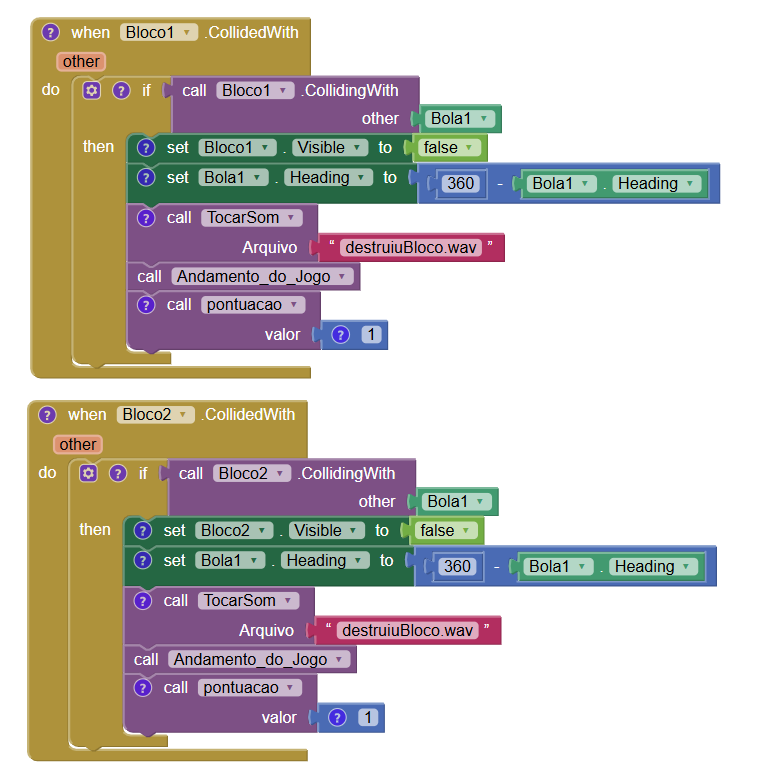 ? when Bloco1 .CollidedWith
other
do ? if call Bloco1 .CollidingWith
other Bola1
then ? set Bloco1 . Visible to false
? set Bola1 . Heading to 360 - Bola1 . Heading
? call TocarSom
Arquivo “ destruiuBloco.wav ”
call Andamento_do_Jogo
? call pontuacao
valor ? 1
? when Bloco2 .CollidedWith
other
do ? if call Bloco2 .CollidingWith
other Bola1
then ? set Bloco2 . Visible to false
? set Bola1 . Heading to 360 - Bola1 . Heading
? call TocarSom
Arquivo “ destruiuBloco.wav ”
call Andamento_do_Jogo
? call pontuacao
valor ? 1